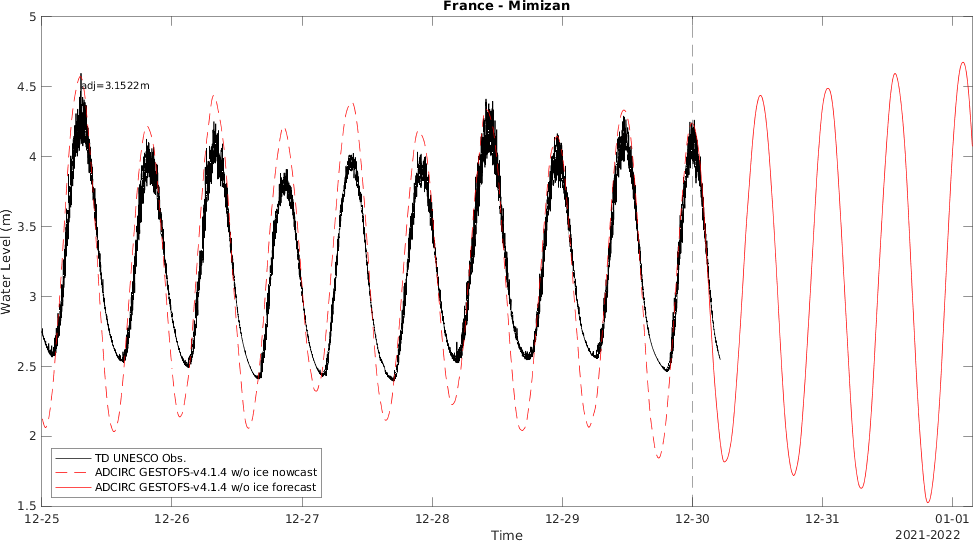 France - Mimizan
5
4.5
4
3.5
3
2.5
2
1.5
Water Level (m)
adj=3.1522m
TD UNESCO Obs.
ADCIRC GESTOFS-v4.1.4 w/o ice nowcast
ADCIRC GESTOFS-v4.1.4 w/o ice forecast
12-25 12-26 12-27 12-28 12-29 12-30 12-31 01-01
Time
2021-2022